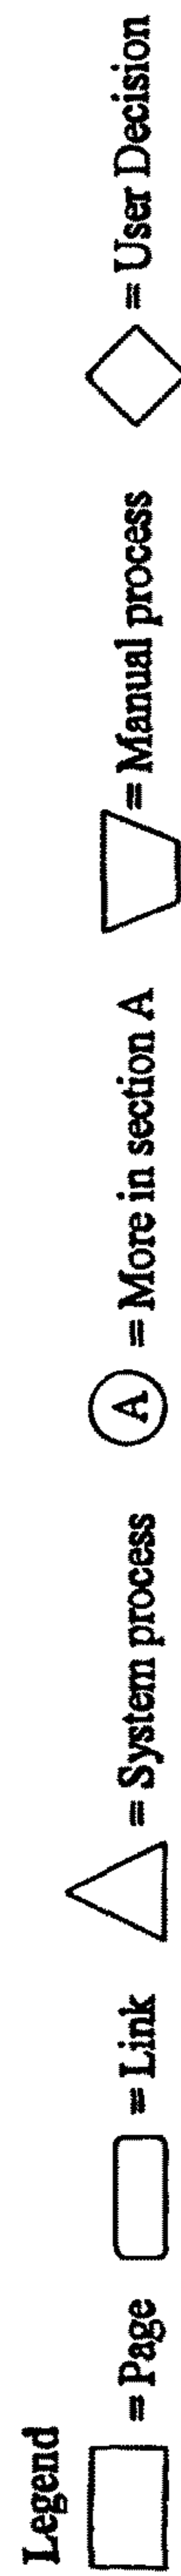 Legend
= Page = Link = System process A = More in section A = Manual process = User Decision